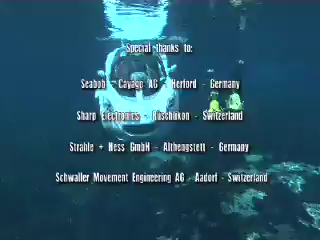 Special thanks to:
Seabob - Cayago AG - Herford - Germany
Sharp Electronics - Rüschlikon - Switzerland
Strahle + Hess GmbH - Althengstett - Germany
Schwaller Movement Engineering AG - Aadorf - Switzerland